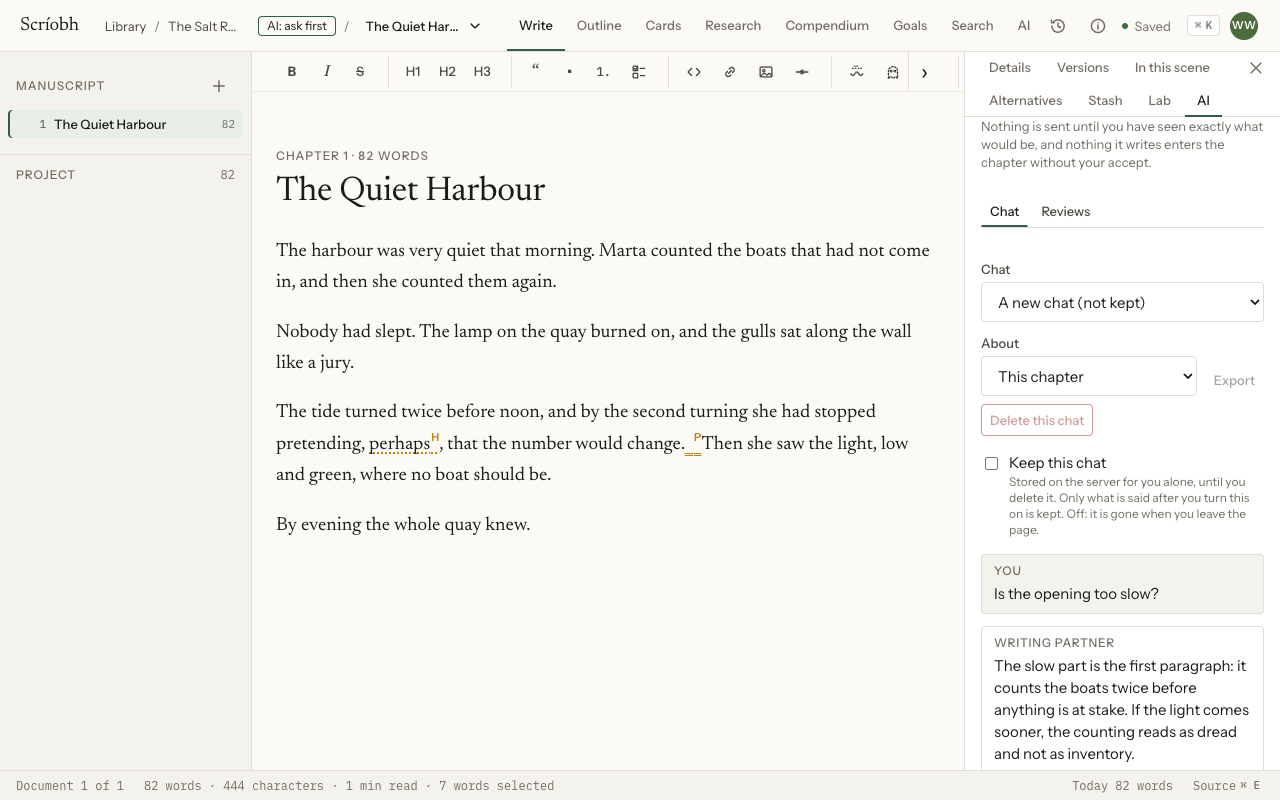 Scríobh
Library / The Salt R... AI: ask first / The Quiet Har...
Write Outline Cards Research Compendium Goals Search AI
Saved ⌘ K WW
MANUSCRIPT +
1 The Quiet Harbour 82
PROJECT 82
B I S H1 H2 H3 “ ▪ 1. ›
CHAPTER 1 · 82 WORDS
The Quiet Harbour
The harbour was very quiet that morning. Marta counted the boats that had not come
in, and then she counted them again.
Nobody had slept. The lamp on the quay burned on, and the gulls sat along the wall
like a jury.
The tide turned twice before noon, and by the second turning she had stopped
pretending, perhapsH, that the number would change. PThen she saw the light, low
and green, where no boat should be.
By evening the whole quay knew.
Details Versions In this scene
Alternatives Stash Lab AI
Nothing is sent until you have seen exactly what
would be, and nothing it writes enters the
chapter without your accept.
Chat Reviews
Chat
A new chat (not kept)
About
This chapter Export
Delete this chat
Keep this chat
Stored on the server for you alone, until you
delete it. Only what is said after you turn this
on is kept. Off: it is gone when you leave the
page.
YOU
Is the opening too slow?
WRITING PARTNER
The slow part is the first paragraph: it
counts the boats twice before
anything is at stake. If the light comes
sooner, the counting reads as dread
and not as inventory.
Document 1 of 1 82 words · 444 characters · 1 min read · 7 words selected
Today 82 words Source ⌘ E